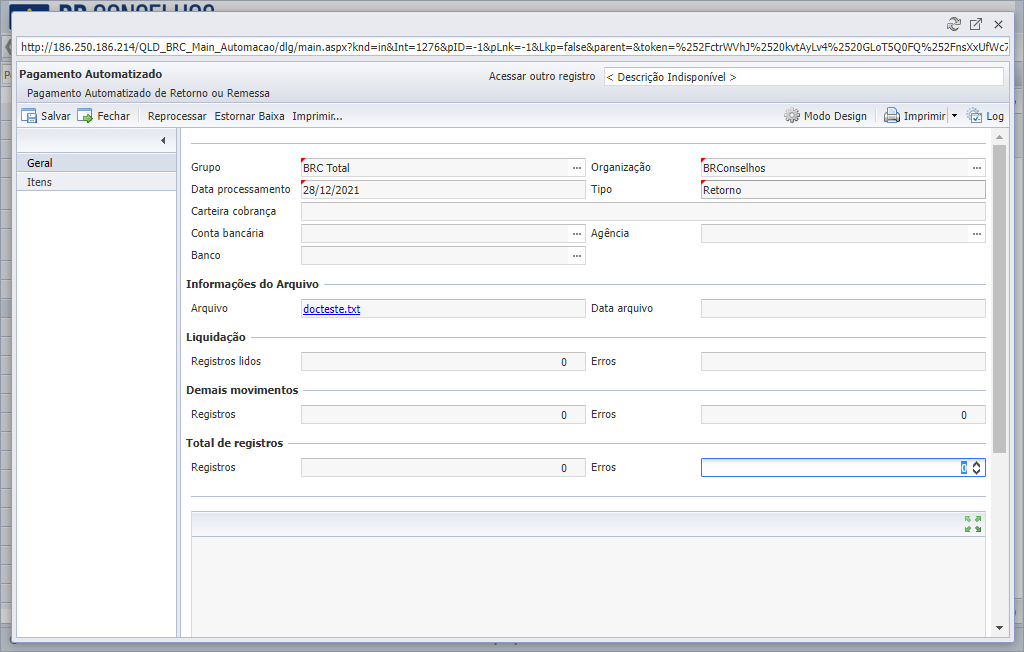 http://186.250.186.214/QLD_BRC_Main_Automacao/dlg/main.aspx?knd=in&Int=1276&pID=-1&pLnk=-1&Lkp=false&parent=&token=%252FctrWVhJ%2520kvtAyLv4%2520GLoT5Q0FQ%252FnsXxUfWc7
Pagamento Automatizado
Acessar outro registro < Descrição Indisponível >
Pagamento Automatizado de Retorno ou Remessa
Salvar Fechar Reprocessar Estornar Baixa Imprimir... Modo Design Imprimir Log
Geral
Itens
Grupo BRC Total ... Organização BRConselhos ...
Data processamento 28/12/2021 Tipo Retorno
Carteira cobrança
Conta bancária ... Agência ...
Banco ...
Informações do Arquivo
Arquivo docteste.txt Data arquivo
Liquidação
Registros lidos 0 Erros
Demais movimentos
Registros 0 Erros 0
Total de registros
Registros 0 Erros 0